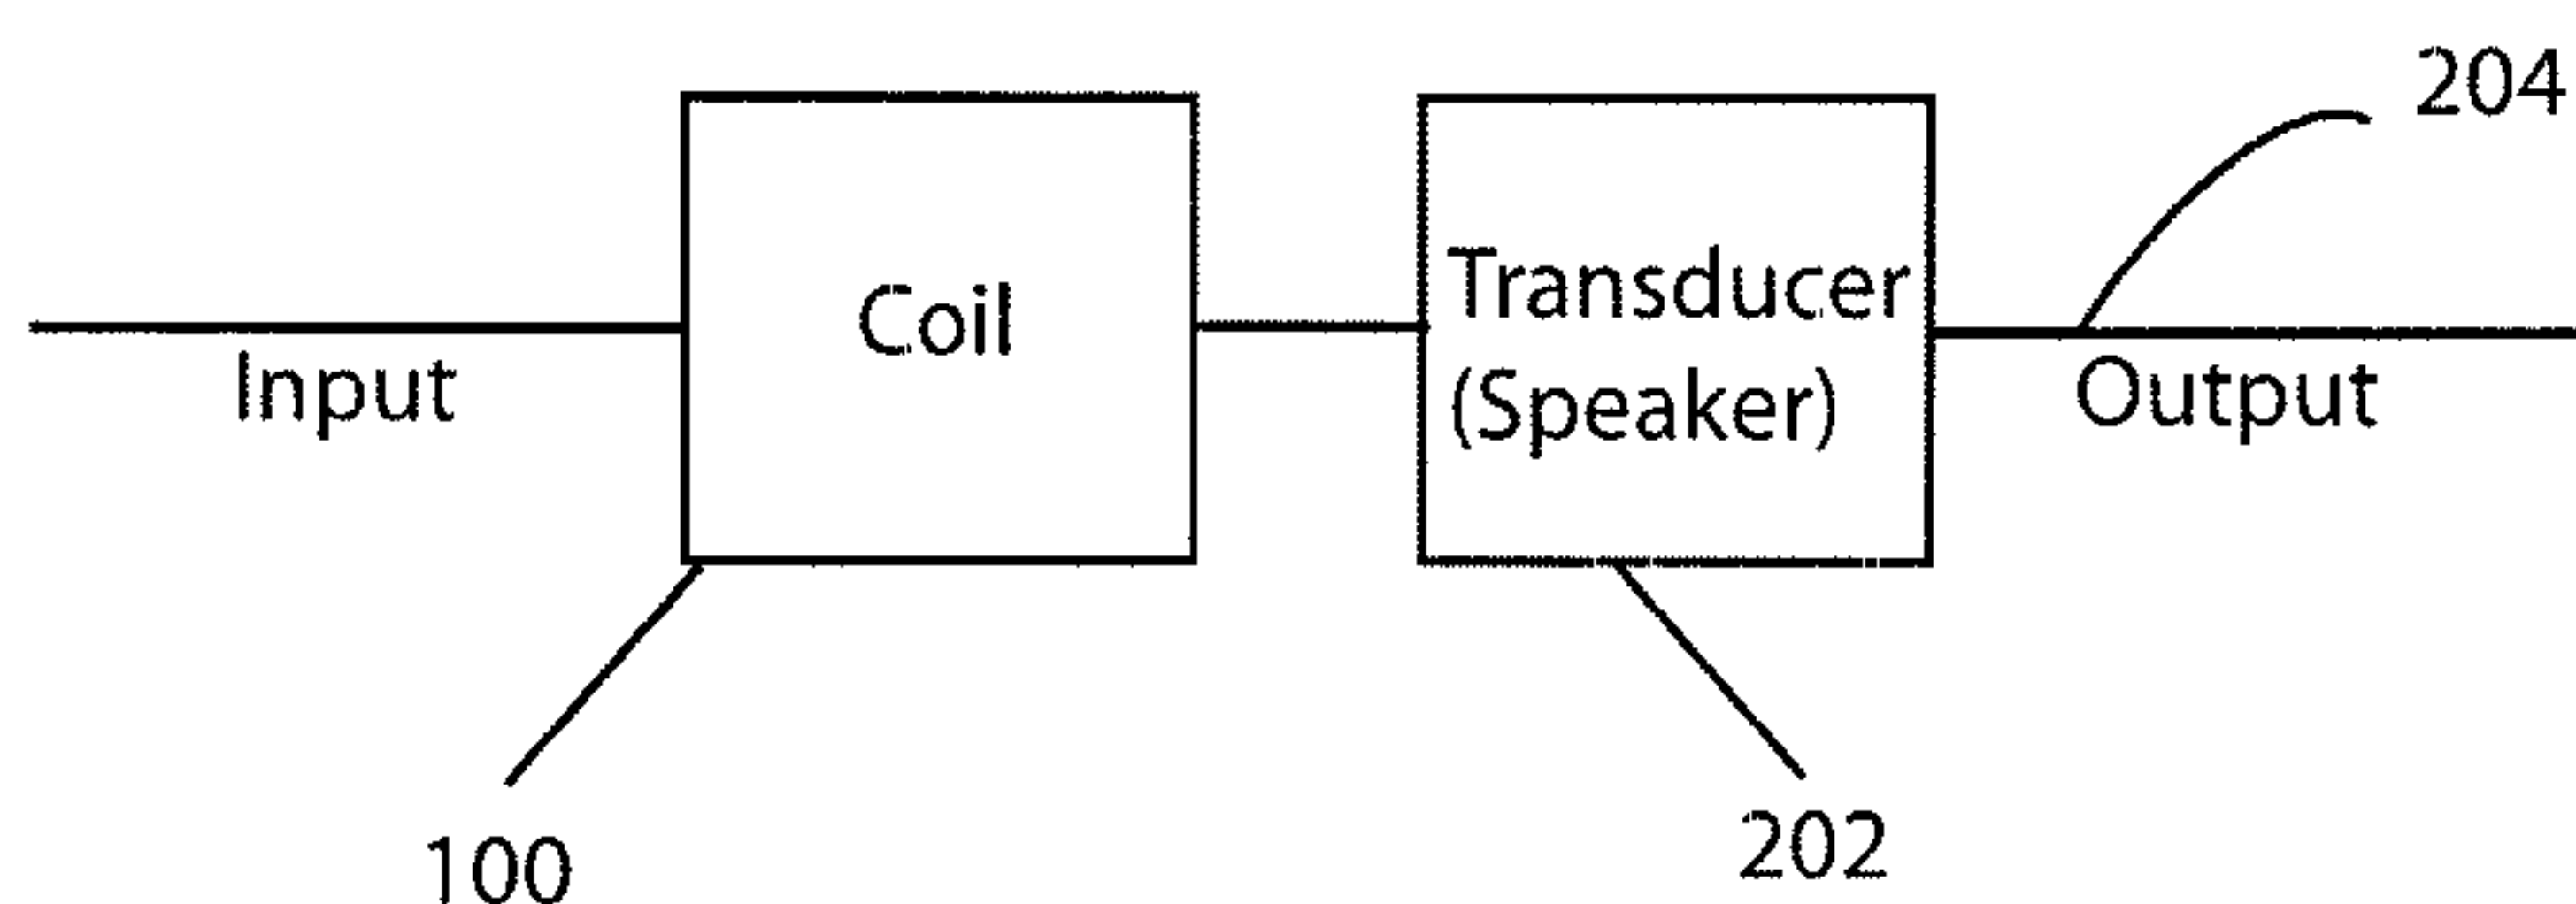 204
Coil
Transducer
(Speaker)
Input
Output
100
202